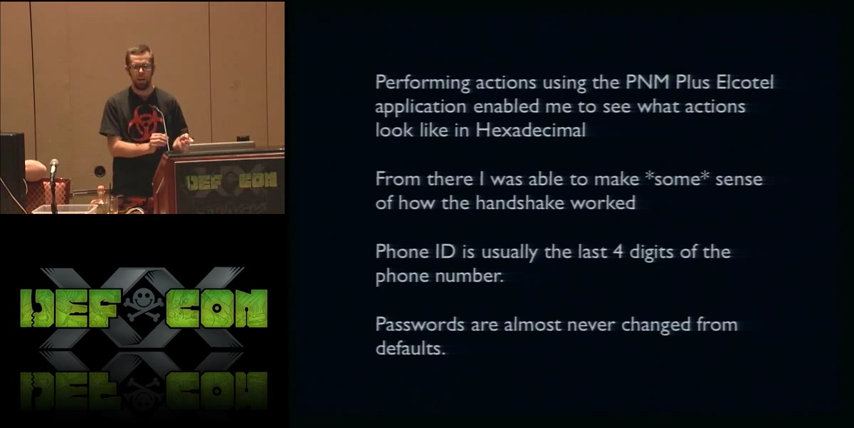 DEF CON
XX
DEF CON
Performing actions using the PNM Plus Elcotel
application enabled me to see what actions
look like in Hexadecimal
From there I was able to make *some* sense
of how the handshake worked
Phone ID is usually the last 4 digits of the
phone number.
Passwords are almost never changed from
defaults.